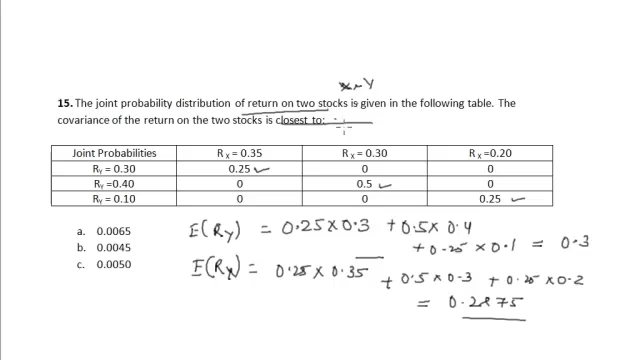 X, Y
15. The joint probability distribution of return on two stocks is given in the following table. The
covariance of the return on the two stocks is closest to:
Joint Probabilities R X = 0.35 R X = 0.30 R X =0.20
R Y = 0.30 0.25 ✓ 0 0
R Y =0.40 0 0.5 ✓ 0
R Y = 0.10 0 0 0.25 ✓
a. 0.0065
b. 0.0045
c. 0.0050
E(RY) = 0.25 × 0.3 + 0.5 × 0.4
+ 0.25 × 0.1 = 0.3
E(RX) = 0.25 × 0.35 + 0.5 × 0.3 + 0.25 × 0.2
= 0.2875